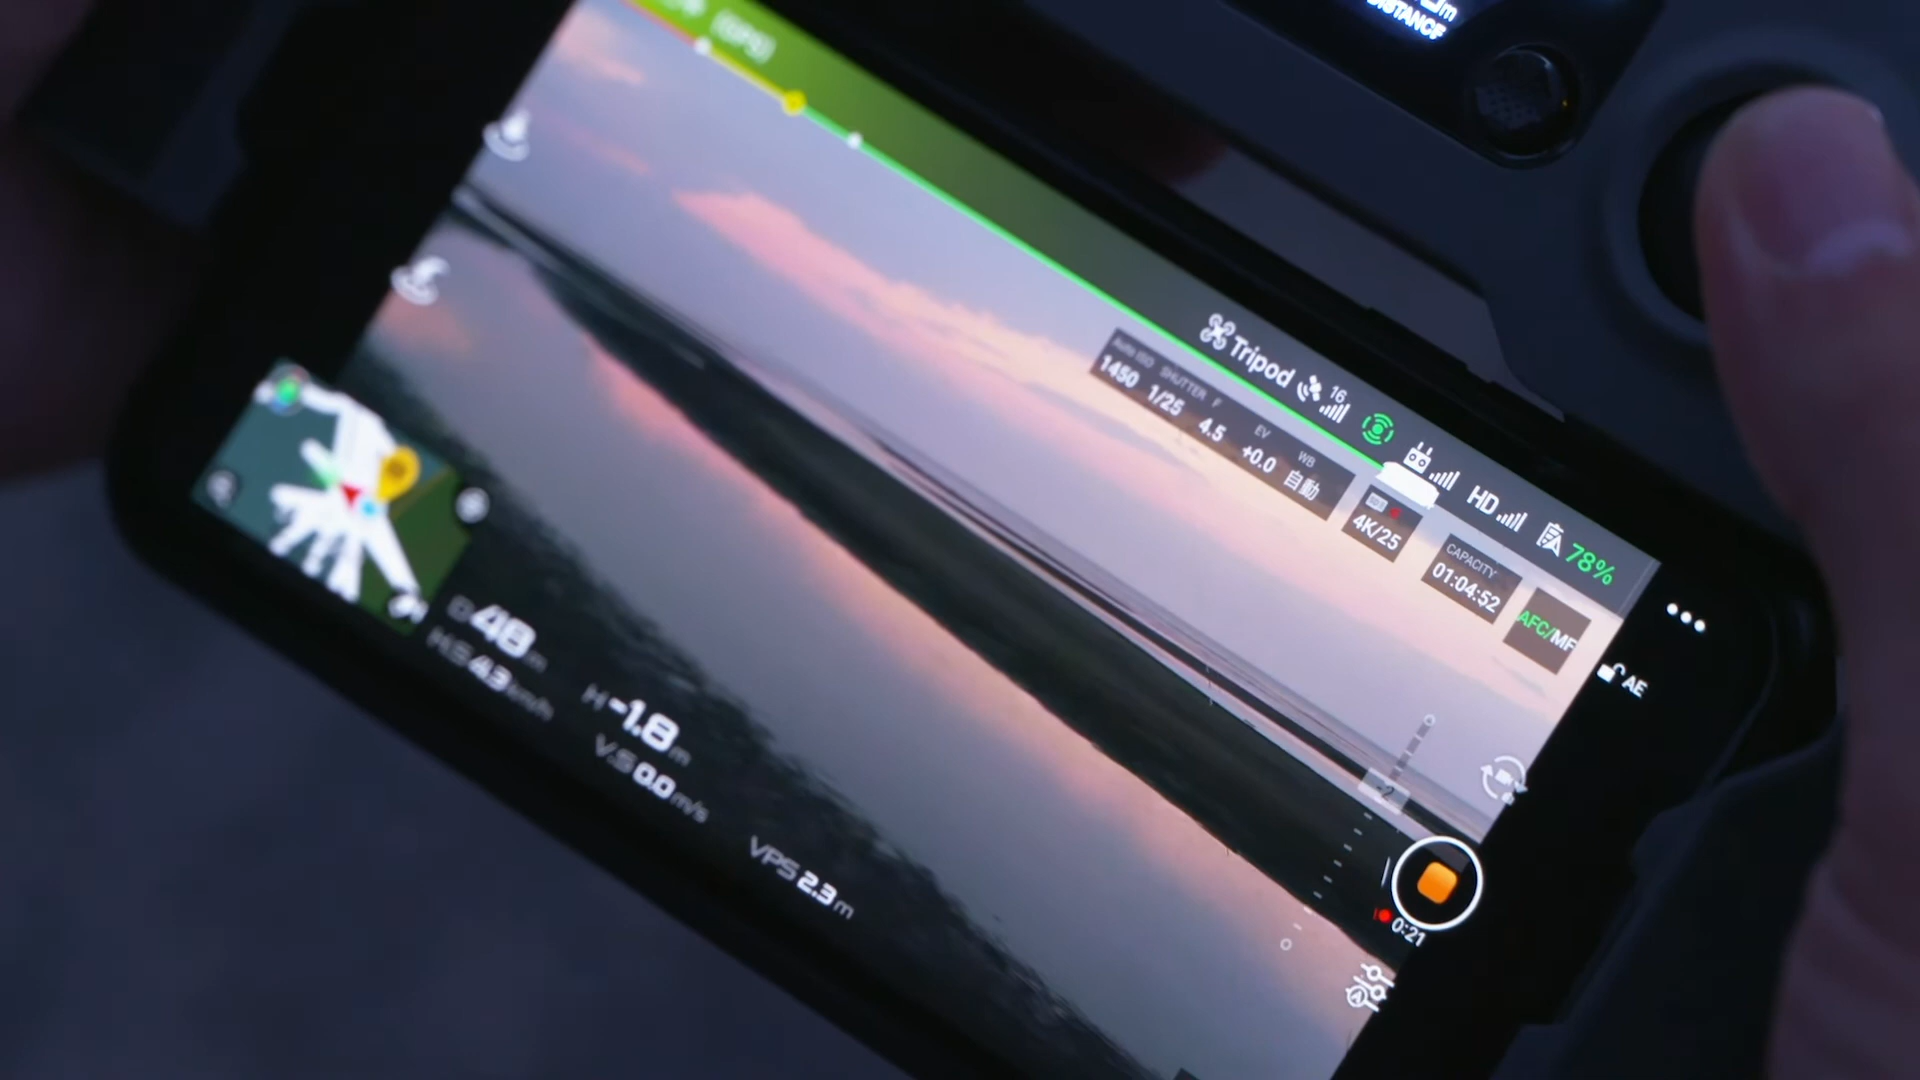 m
DISTANCE
(GPS)
Tripod 16 HD 78%
Auto ISO SHUTTER F EV WB
1450 1/25 4.5 +0.0 自動
4K/25
CAPACITY
01:04:52
AFC/MF
AE
-2
0:21
D 48 m
H -1.8 m
H.S 4.3 km/h
V.S 0.0 m/s
VPS 2.3 m